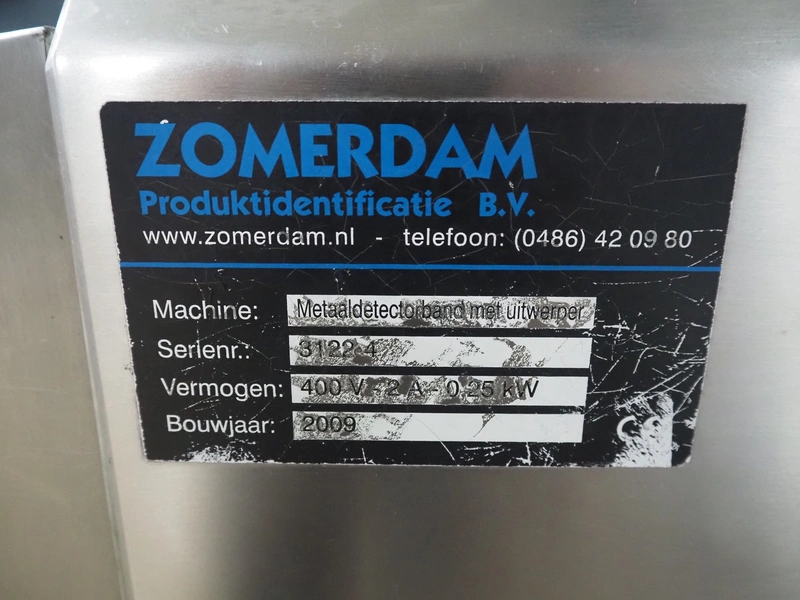 ZOMERDAM
Produktidentificatie B.V.
www.zomerdam.nl - telefoon: (0486) 42 09 80
Machine: Metaaldetectorband met uitwerper
Serienr.: 3122.4
Vermogen: 400 V - 2 A - 0,25 kW
Bouwjaar: 2009